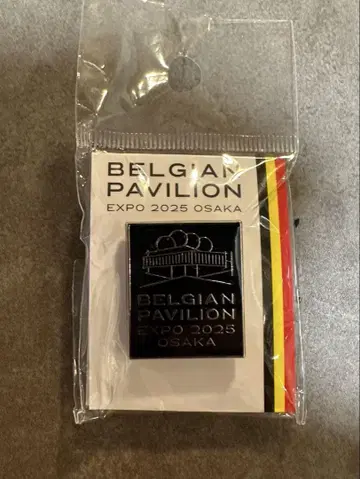 BELGIAN
PAVILION
EXPO 2025 OSAKA
BELGIAN
PAVILION
EXPO 2025
OSAKA